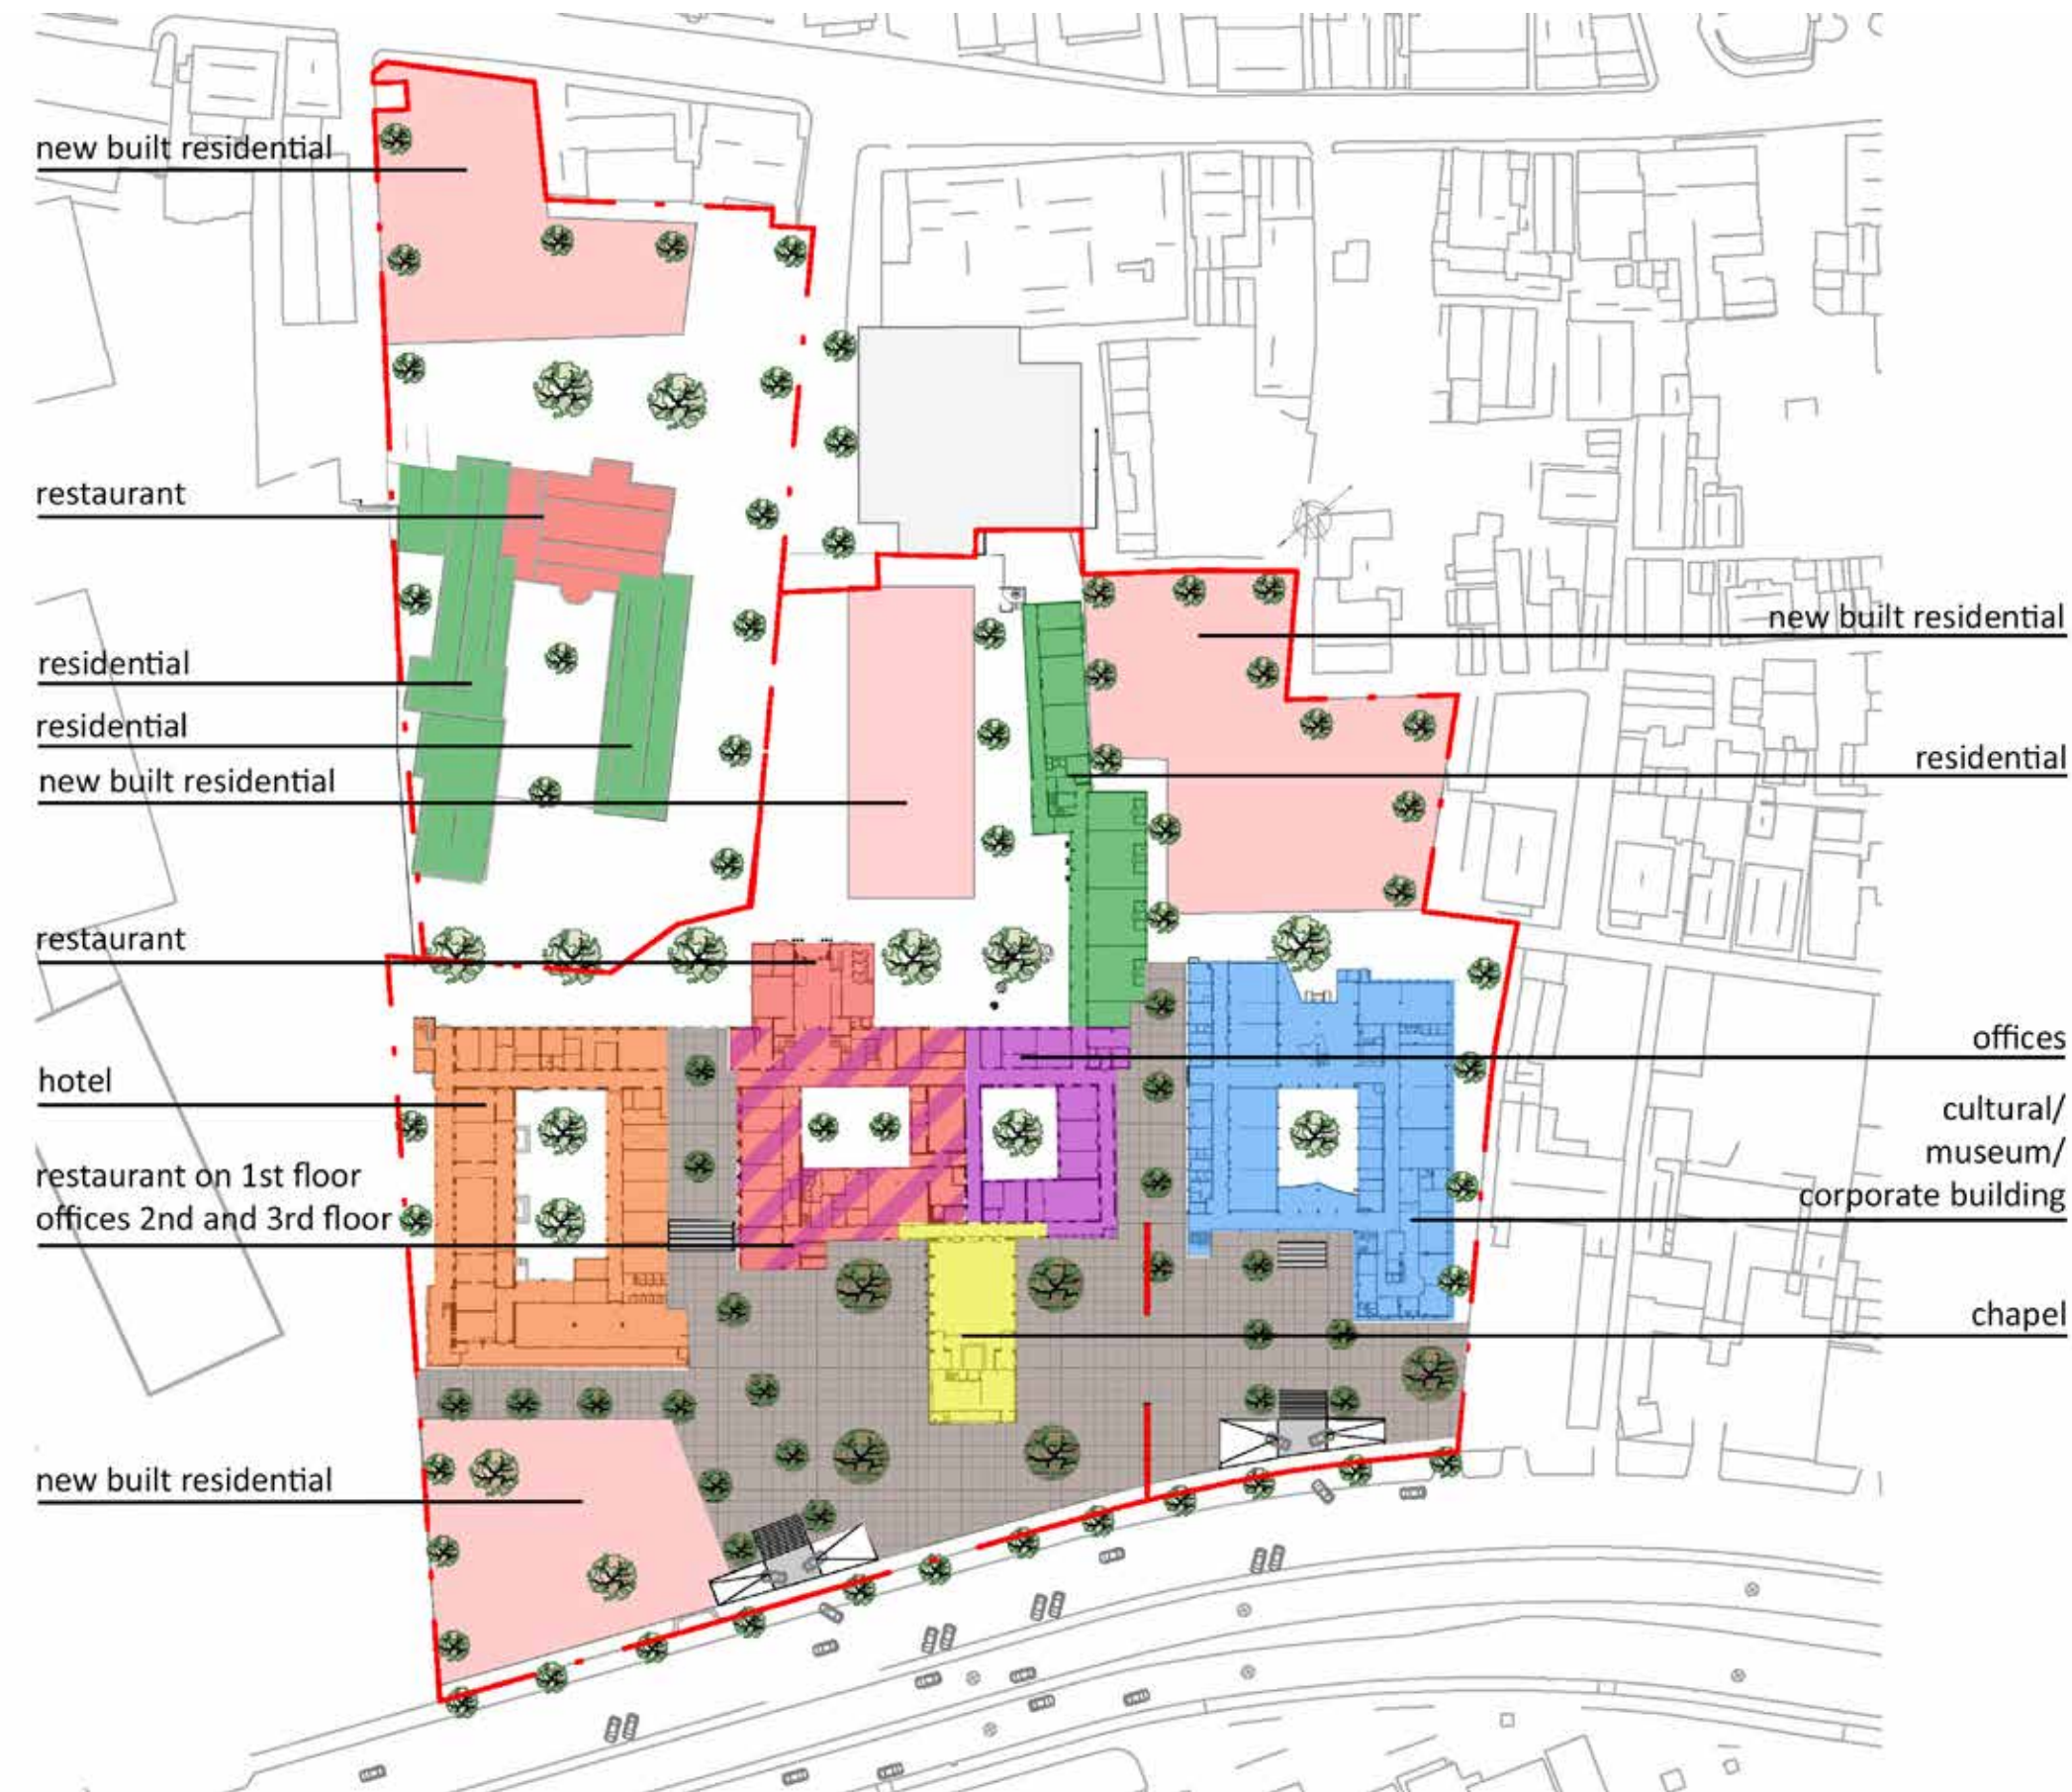 new built residential
restaurant
residential
residential
new built residential
restaurant
hotel
restaurant on 1st floor
offices 2nd and 3rd floor
new built residential
new built residential
residential
offices
cultural/
museum/
corporate building
chapel